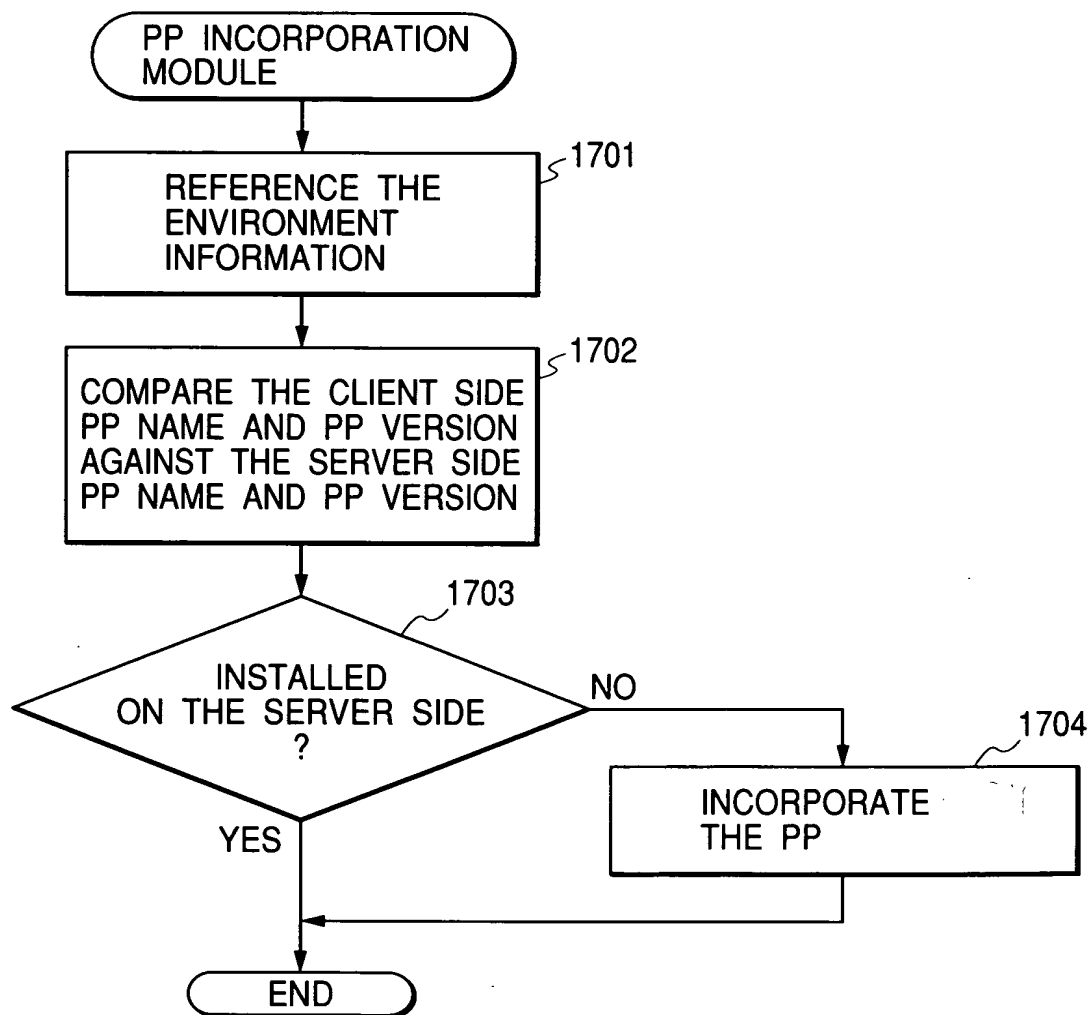 PP INCORPORATION
MODULE
1701
REFERENCE THE
ENVIRONMENT
INFORMATION
1702
COMPARE THE CLIENT SIDE
PP NAME AND PP VERSION
AGAINST THE SERVER SIDE
PP NAME AND PP VERSION
1703
INSTALLED
ON THE SERVER SIDE
?
NO
1704
INCORPORATE
THE PP
YES
END